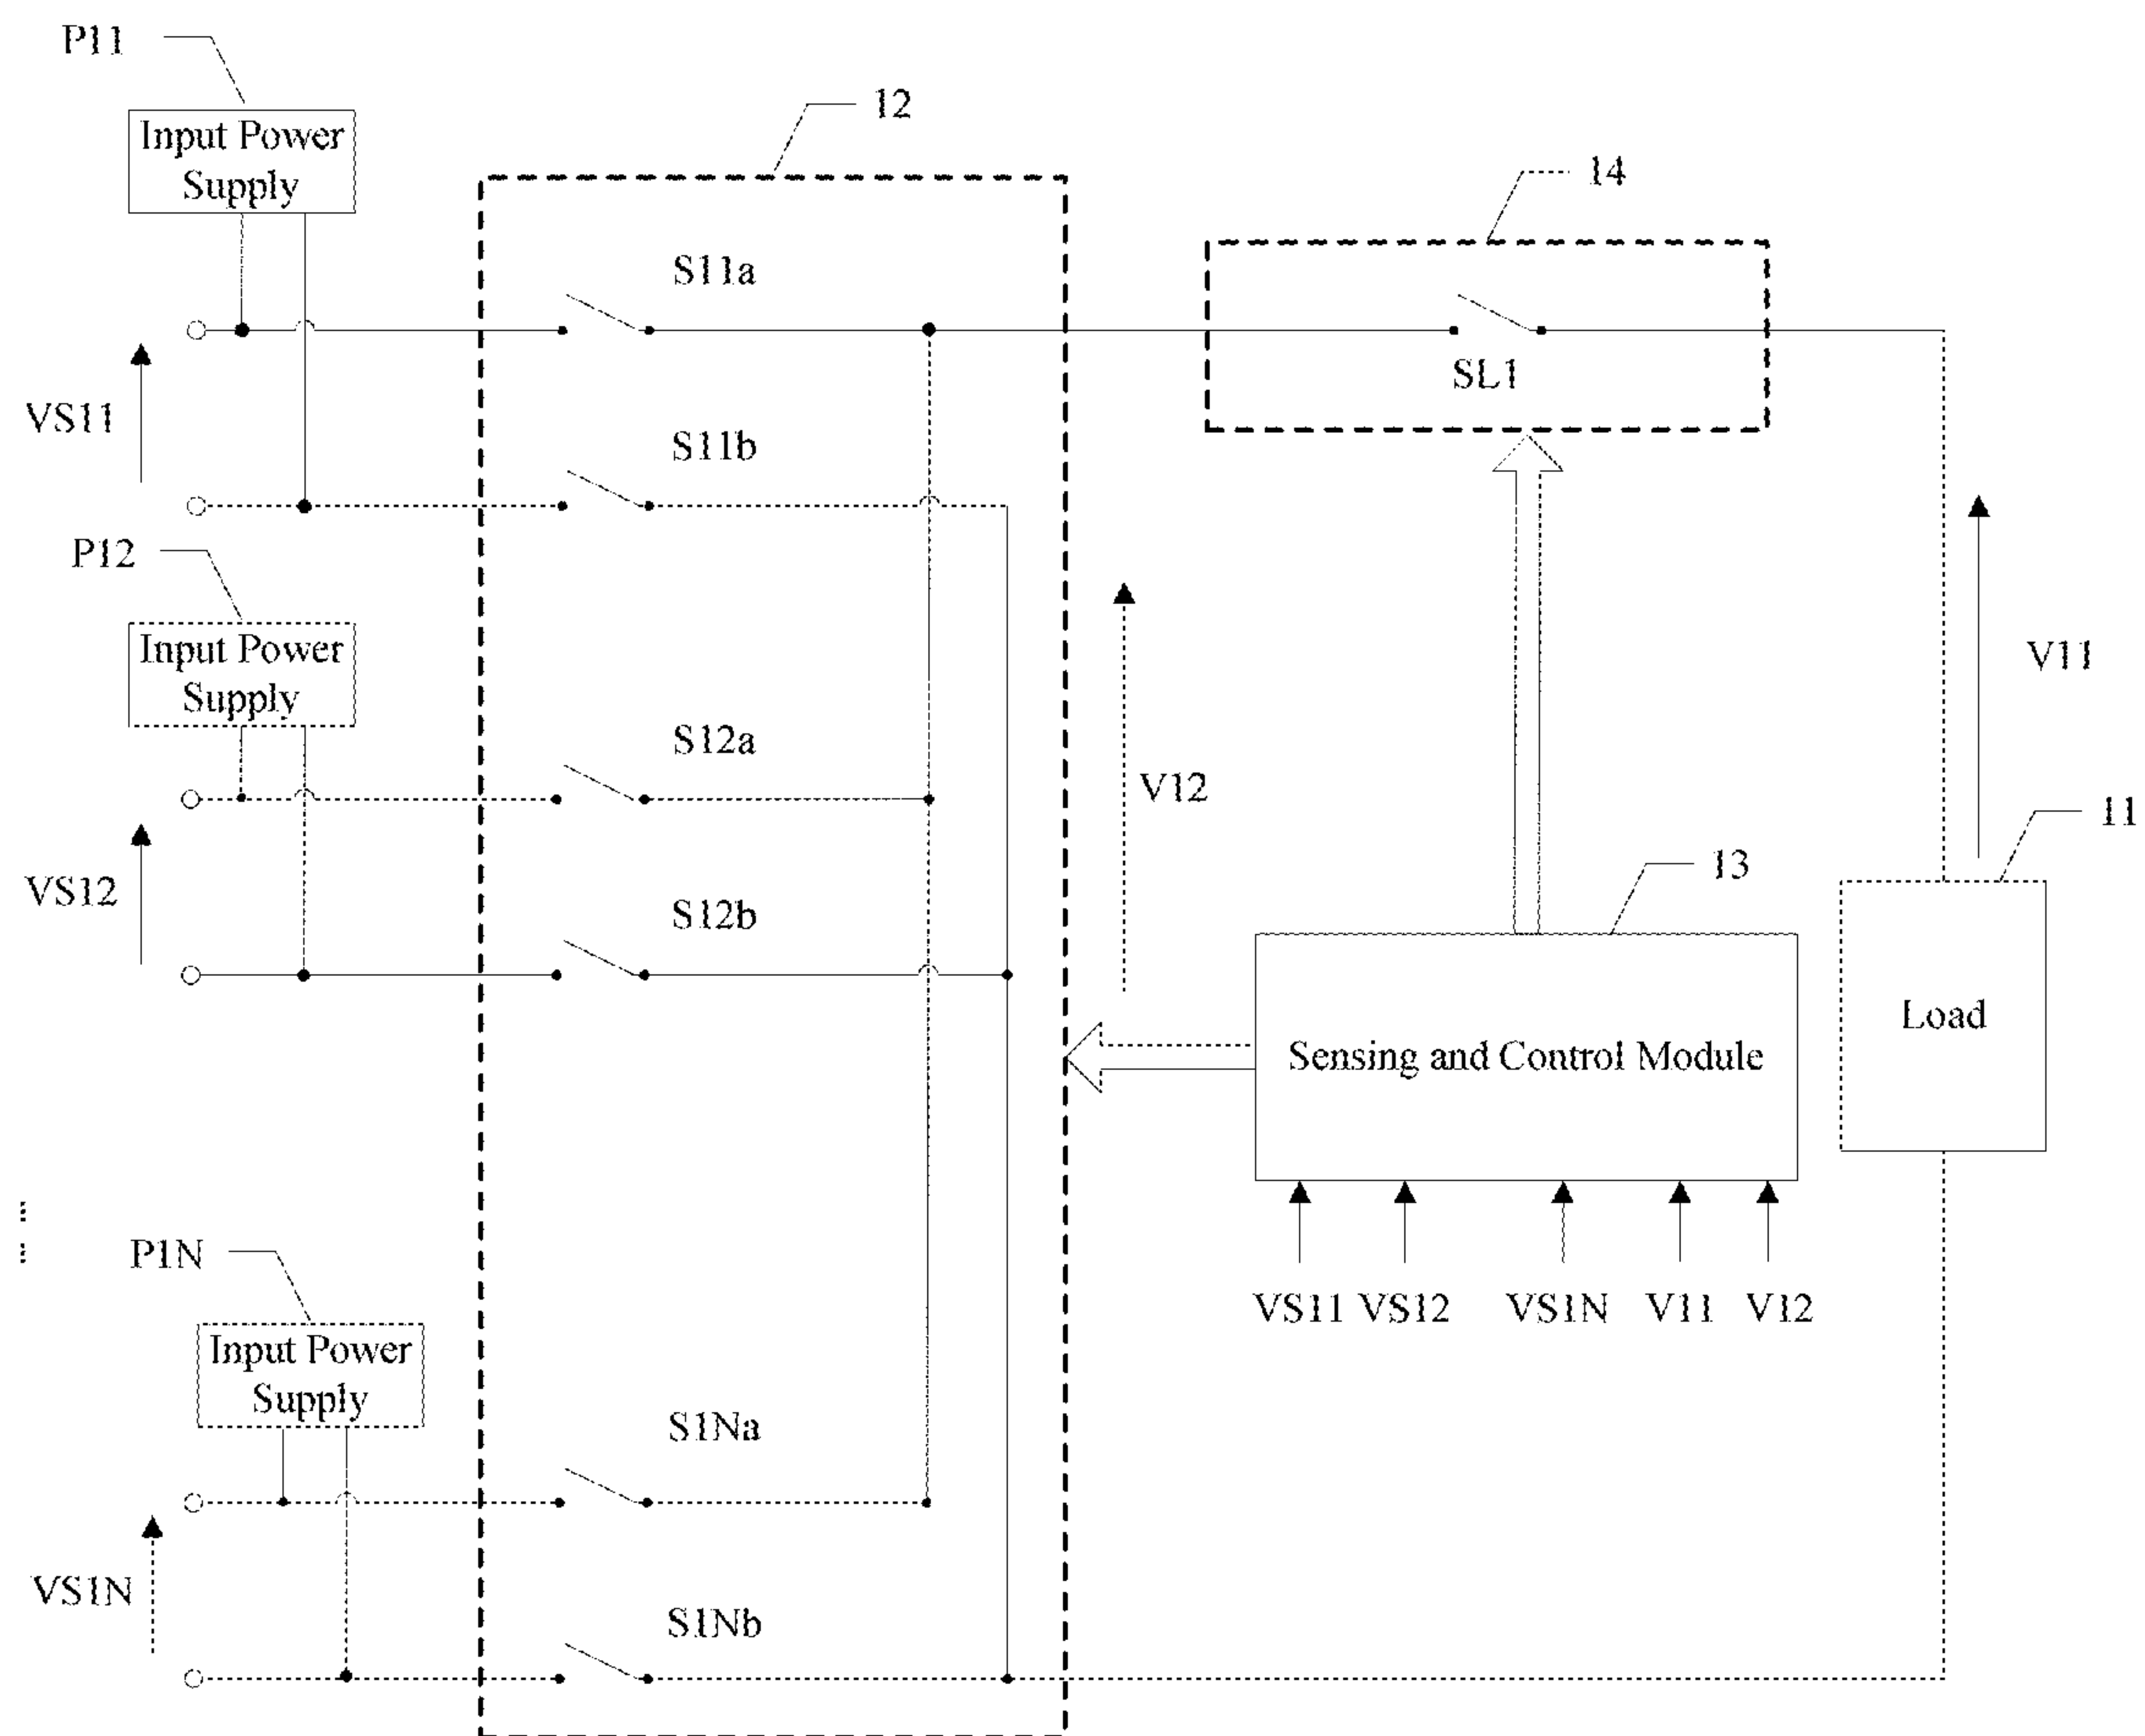 P11
Input Power
Supply
12
14
S11a
SL1
VS11
S11b
P12
Input Power
Supply
V11
S12a
V12
11
13
VS12
S12b
Load
Sensing and Control Module
...
...
P1N
VS11 VS12 VS1N V11 V12
Input Power
Supply
S1Na
VS1N
S1Nb